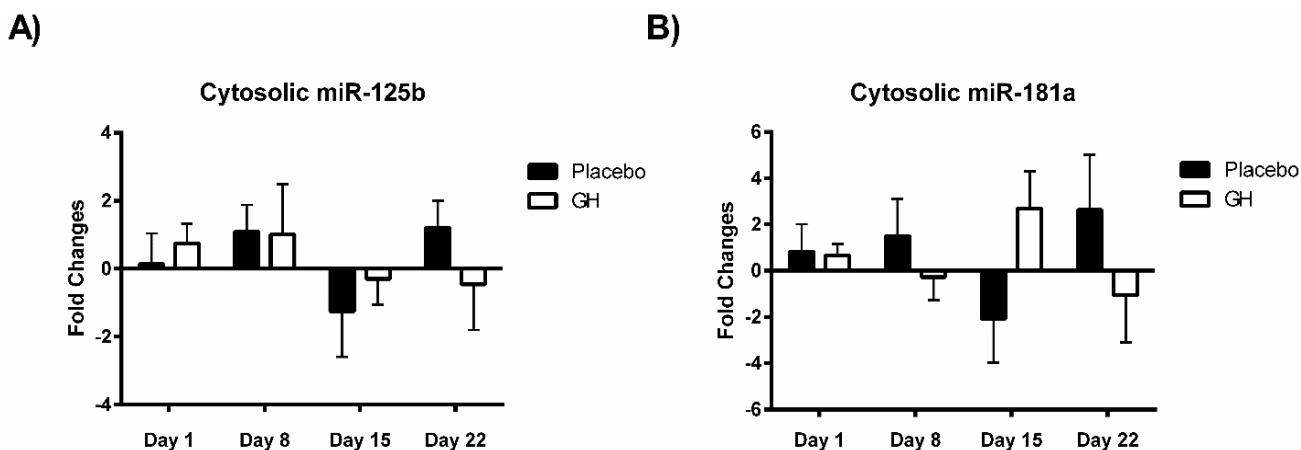 A)
Cytosolic miR-125b
Fold Changes
4
2
0
-2
-4
Day 1 Day 8 Day 15 Day 22
Placebo
GH
B)
Cytosolic miR-181a
Fold Changes
6
4
2
0
-2
-4
-6
Day 1 Day 8 Day 15 Day 22
Placebo
GH